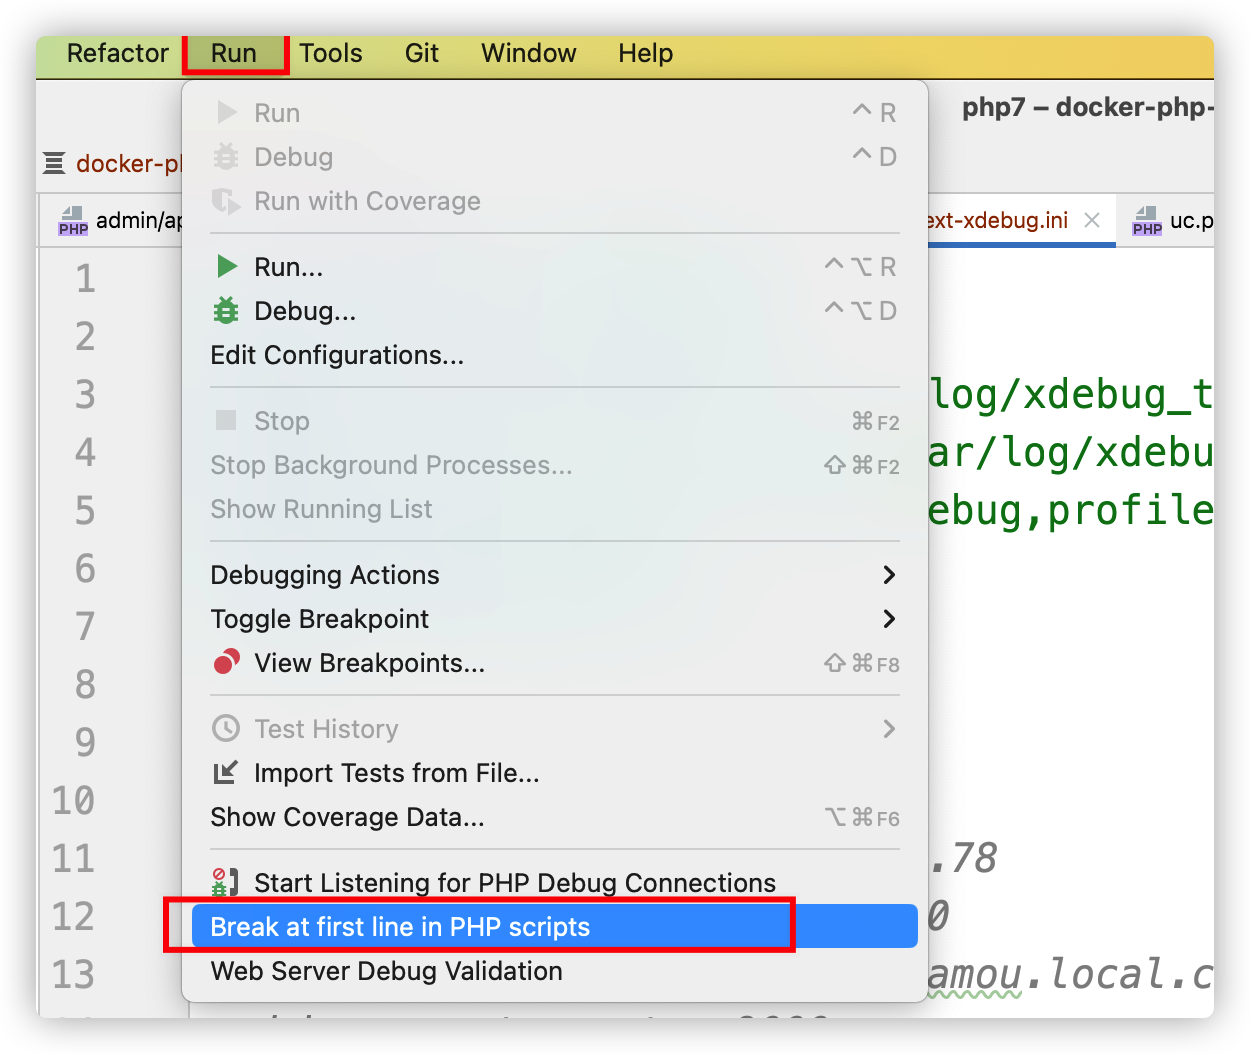 Refactor Run Tools Git Window Help
php7 – docker-php-
docker-p
admin/ap
ext-xdebug.ini
uc.p
Run ^ R
Debug ^ D
Run with Coverage
Run... ^⌥ R
Debug... ^⌥ D
Edit Configurations...
Stop ⌘F2
Stop Background Processes... ⇧⌘F2
Show Running List
Debugging Actions
Toggle Breakpoint
View Breakpoints... ⇧⌘F8
Test History
Import Tests from File...
Show Coverage Data... ⌥⌘F6
Start Listening for PHP Debug Connections
Break at first line in PHP scripts
Web Server Debug Validation
1
2
3 log/xdebug_t
4 ar/log/xdebu
5 ebug,profile
6
7
8
9
10
11 .78
12 0
13 amou.local.c